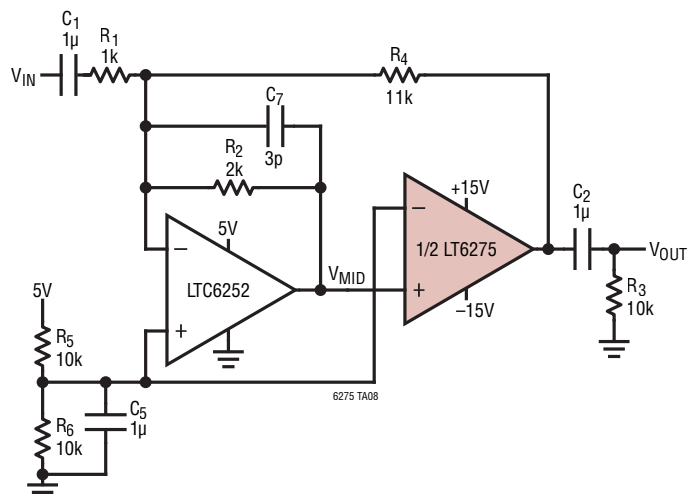 C1
1µ
R1
1k
VIN
R4
11k
C7
3p
R2
2k
5V
LTC6252
–
+
VMID
+15V
–
1/2 LT6275
+
–15V
C2
1µ
VOUT
R3
10k
5V
R5
10k
C5
1µ
R6
10k
6275 TA08